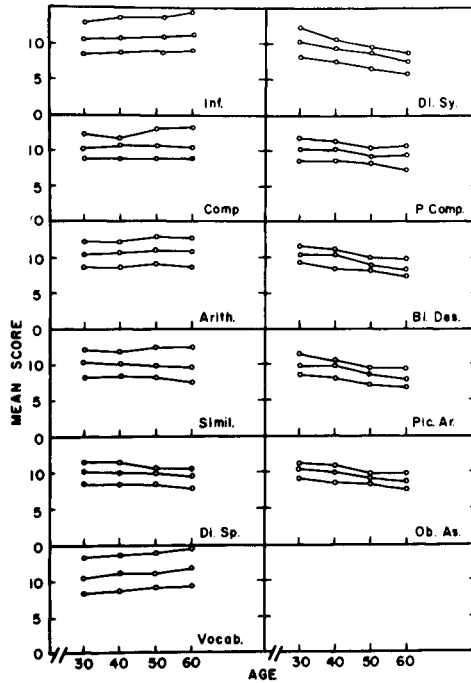 10
5
Inf.
DI. Sy.
0
10
5
Comp
P. Comp.
0
10
5
Arith.
Bl. Des.
0
10
5
Simil.
Pic. Ar.
0
10
5
Di. Sp.
Ob. As.
0
10
5
Vocab.
0
30 40 50 60
30 40 50 60
AGE
MEAN SCORE